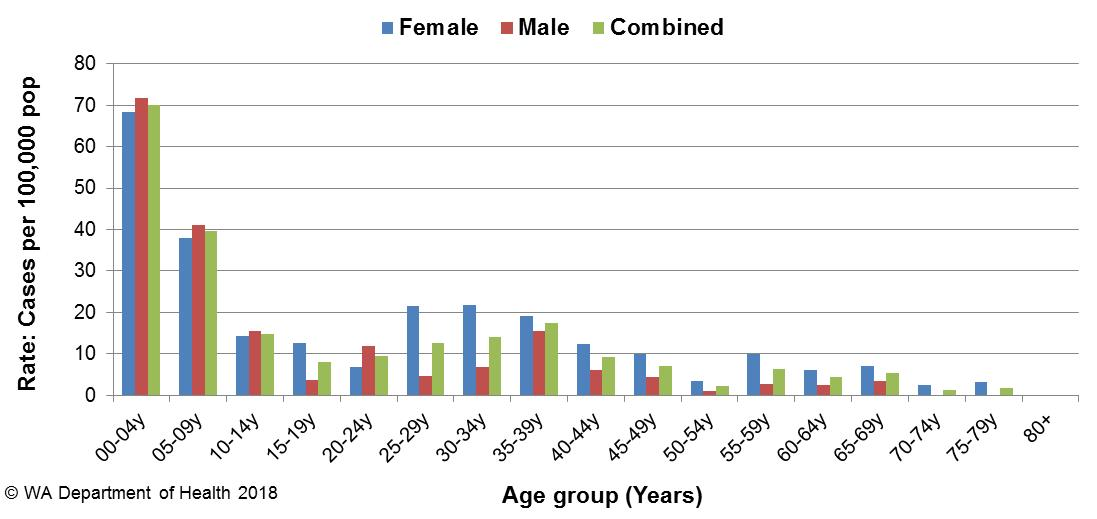 Female Male Combined
Rate: Cases per 100,000 pop
80
70
60
50
40
30
20
10
0
00-04y 05-09y 10-14y 15-19y 20-24y 25-29y 30-34y 35-39y 40-44y 45-49y 50-54y 55-59y 60-64y 65-69y 70-74y 75-79y 80+
Age group (Years)
© WA Department of Health 2018